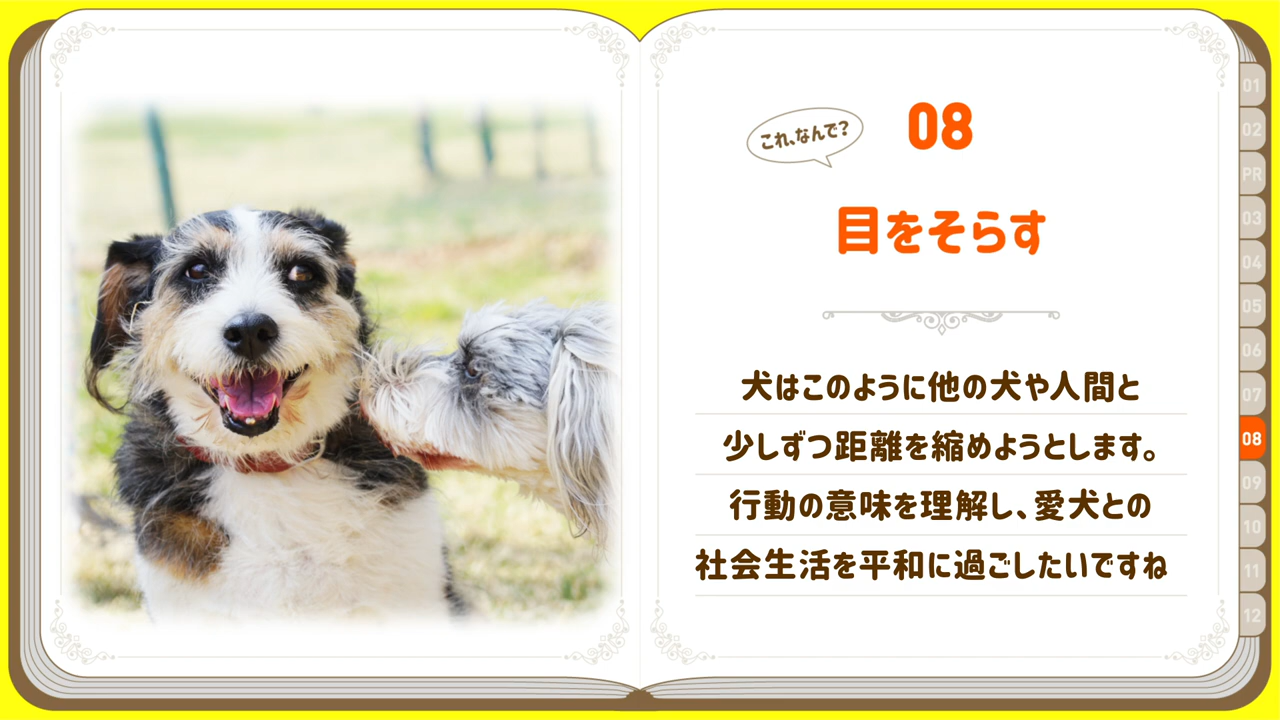 これ、なんで?
08
目をそらす
犬はこのように他の犬や人間と
少しずつ距離を縮めようとします。
行動の意味を理解し、愛犬との
社会生活を平和に過ごしたいですね
01
02
PR
03
04
05
06
07
08
09
10
11
12